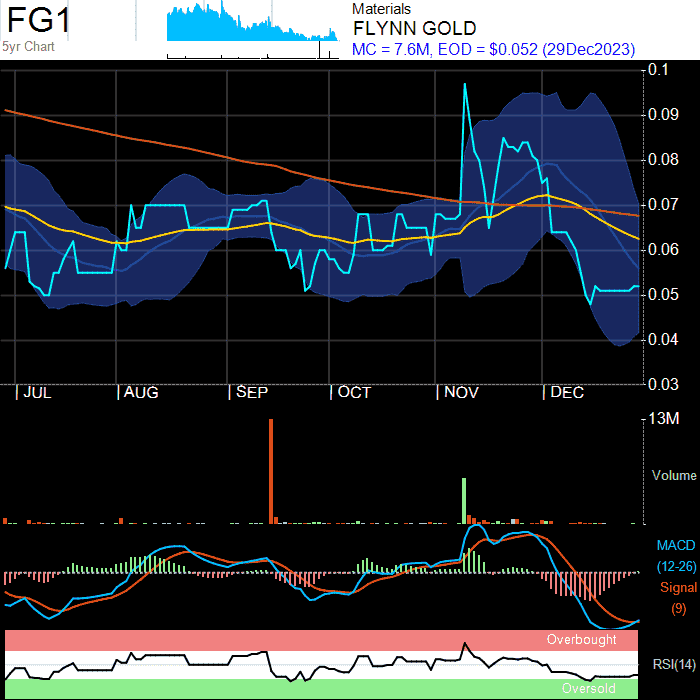 FG1
5yr Chart
Materials
FLYNN GOLD
MC = 7.6M, EOD = $0.052 (29Dec2023)
0.1
0.09
0.08
0.07
0.06
0.05
0.04
0.03
JUL AUG SEP OCT NOV DEC
13M
Volume
MACD
(12-26)
Signal
(9)
Overbought
RSI(14)
Oversold